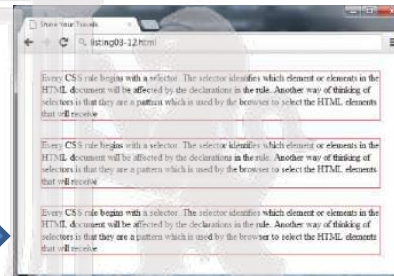 Share Your Travels
listing03-12.html
Every CSS rule begins with a selector. The selector identifies which element or elements in the
HTML document will be affected by the declarations in the rule. Another way of thinking of
selectors is that they are a pattern which is used by the browser to select the HTML elements
that will receive
Every CSS rule begins with a selector. The selector identifies which element or elements in the
HTML document will be affected by the declarations in the rule. Another way of thinking of
selectors is that they are a pattern which is used by the browser to select the HTML elements
that will receive
Every CSS rule begins with a selector. The selector identifies which element or elements in the
HTML document will be affected by the declarations in the rule. Another way of thinking of
selectors is that they are a pattern which is used by the browser to select the HTML elements
that will receive